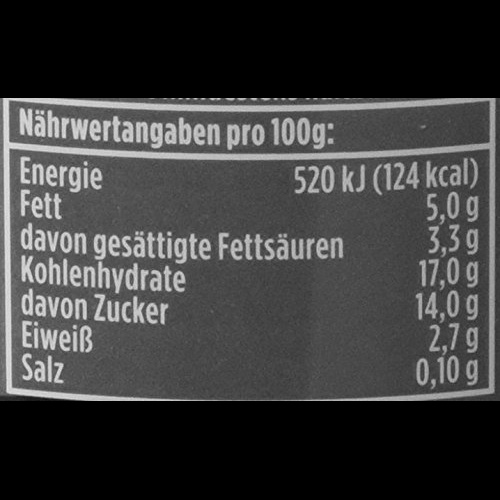 Nährwertangaben pro 100g:
Energie 520 kJ (124 kcal)
Fett 5,0 g
davon gesättigte Fettsäuren 3,3 g
Kohlenhydrate 17,0 g
davon Zucker 14,0 g
Eiweiß 2,7 g
Salz 0,10 g